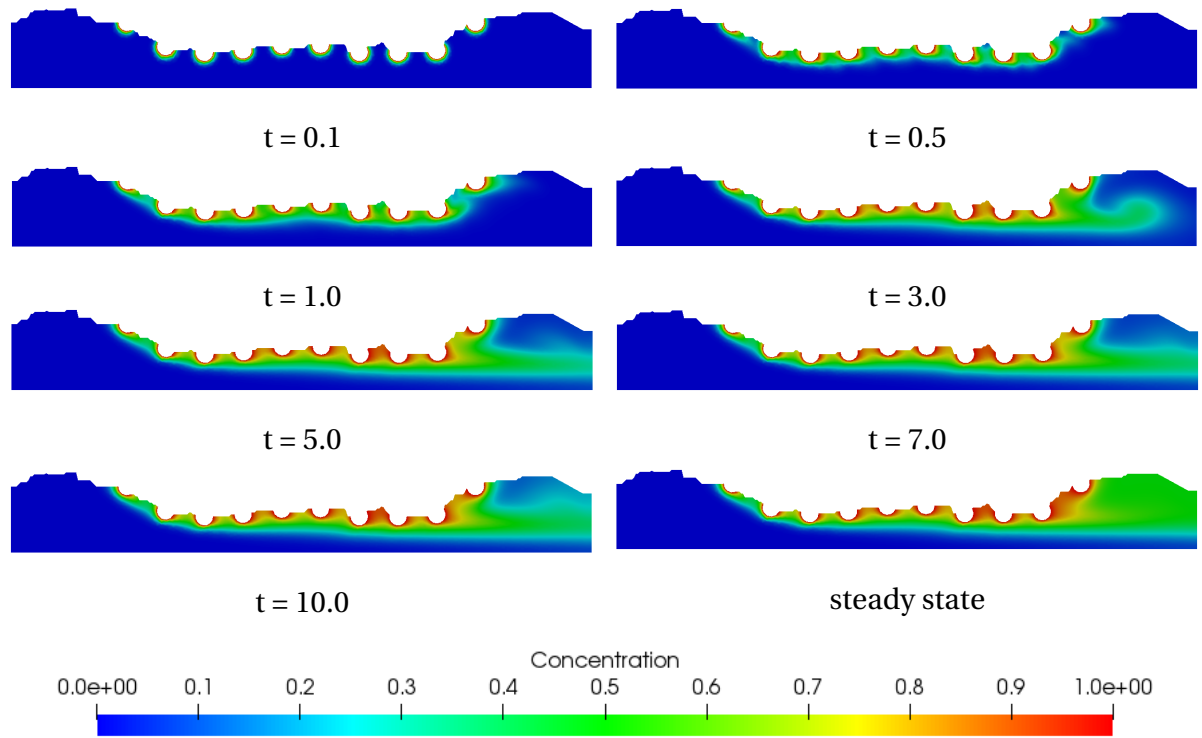 t = 0.1
t = 0.5
t = 1.0
t = 3.0
t = 5.0
t = 7.0
t = 10.0
steady state
Concentration
0.0e+00 0.1 0.2 0.3 0.4 0.5 0.6 0.7 0.8 0.9 1.0e+00